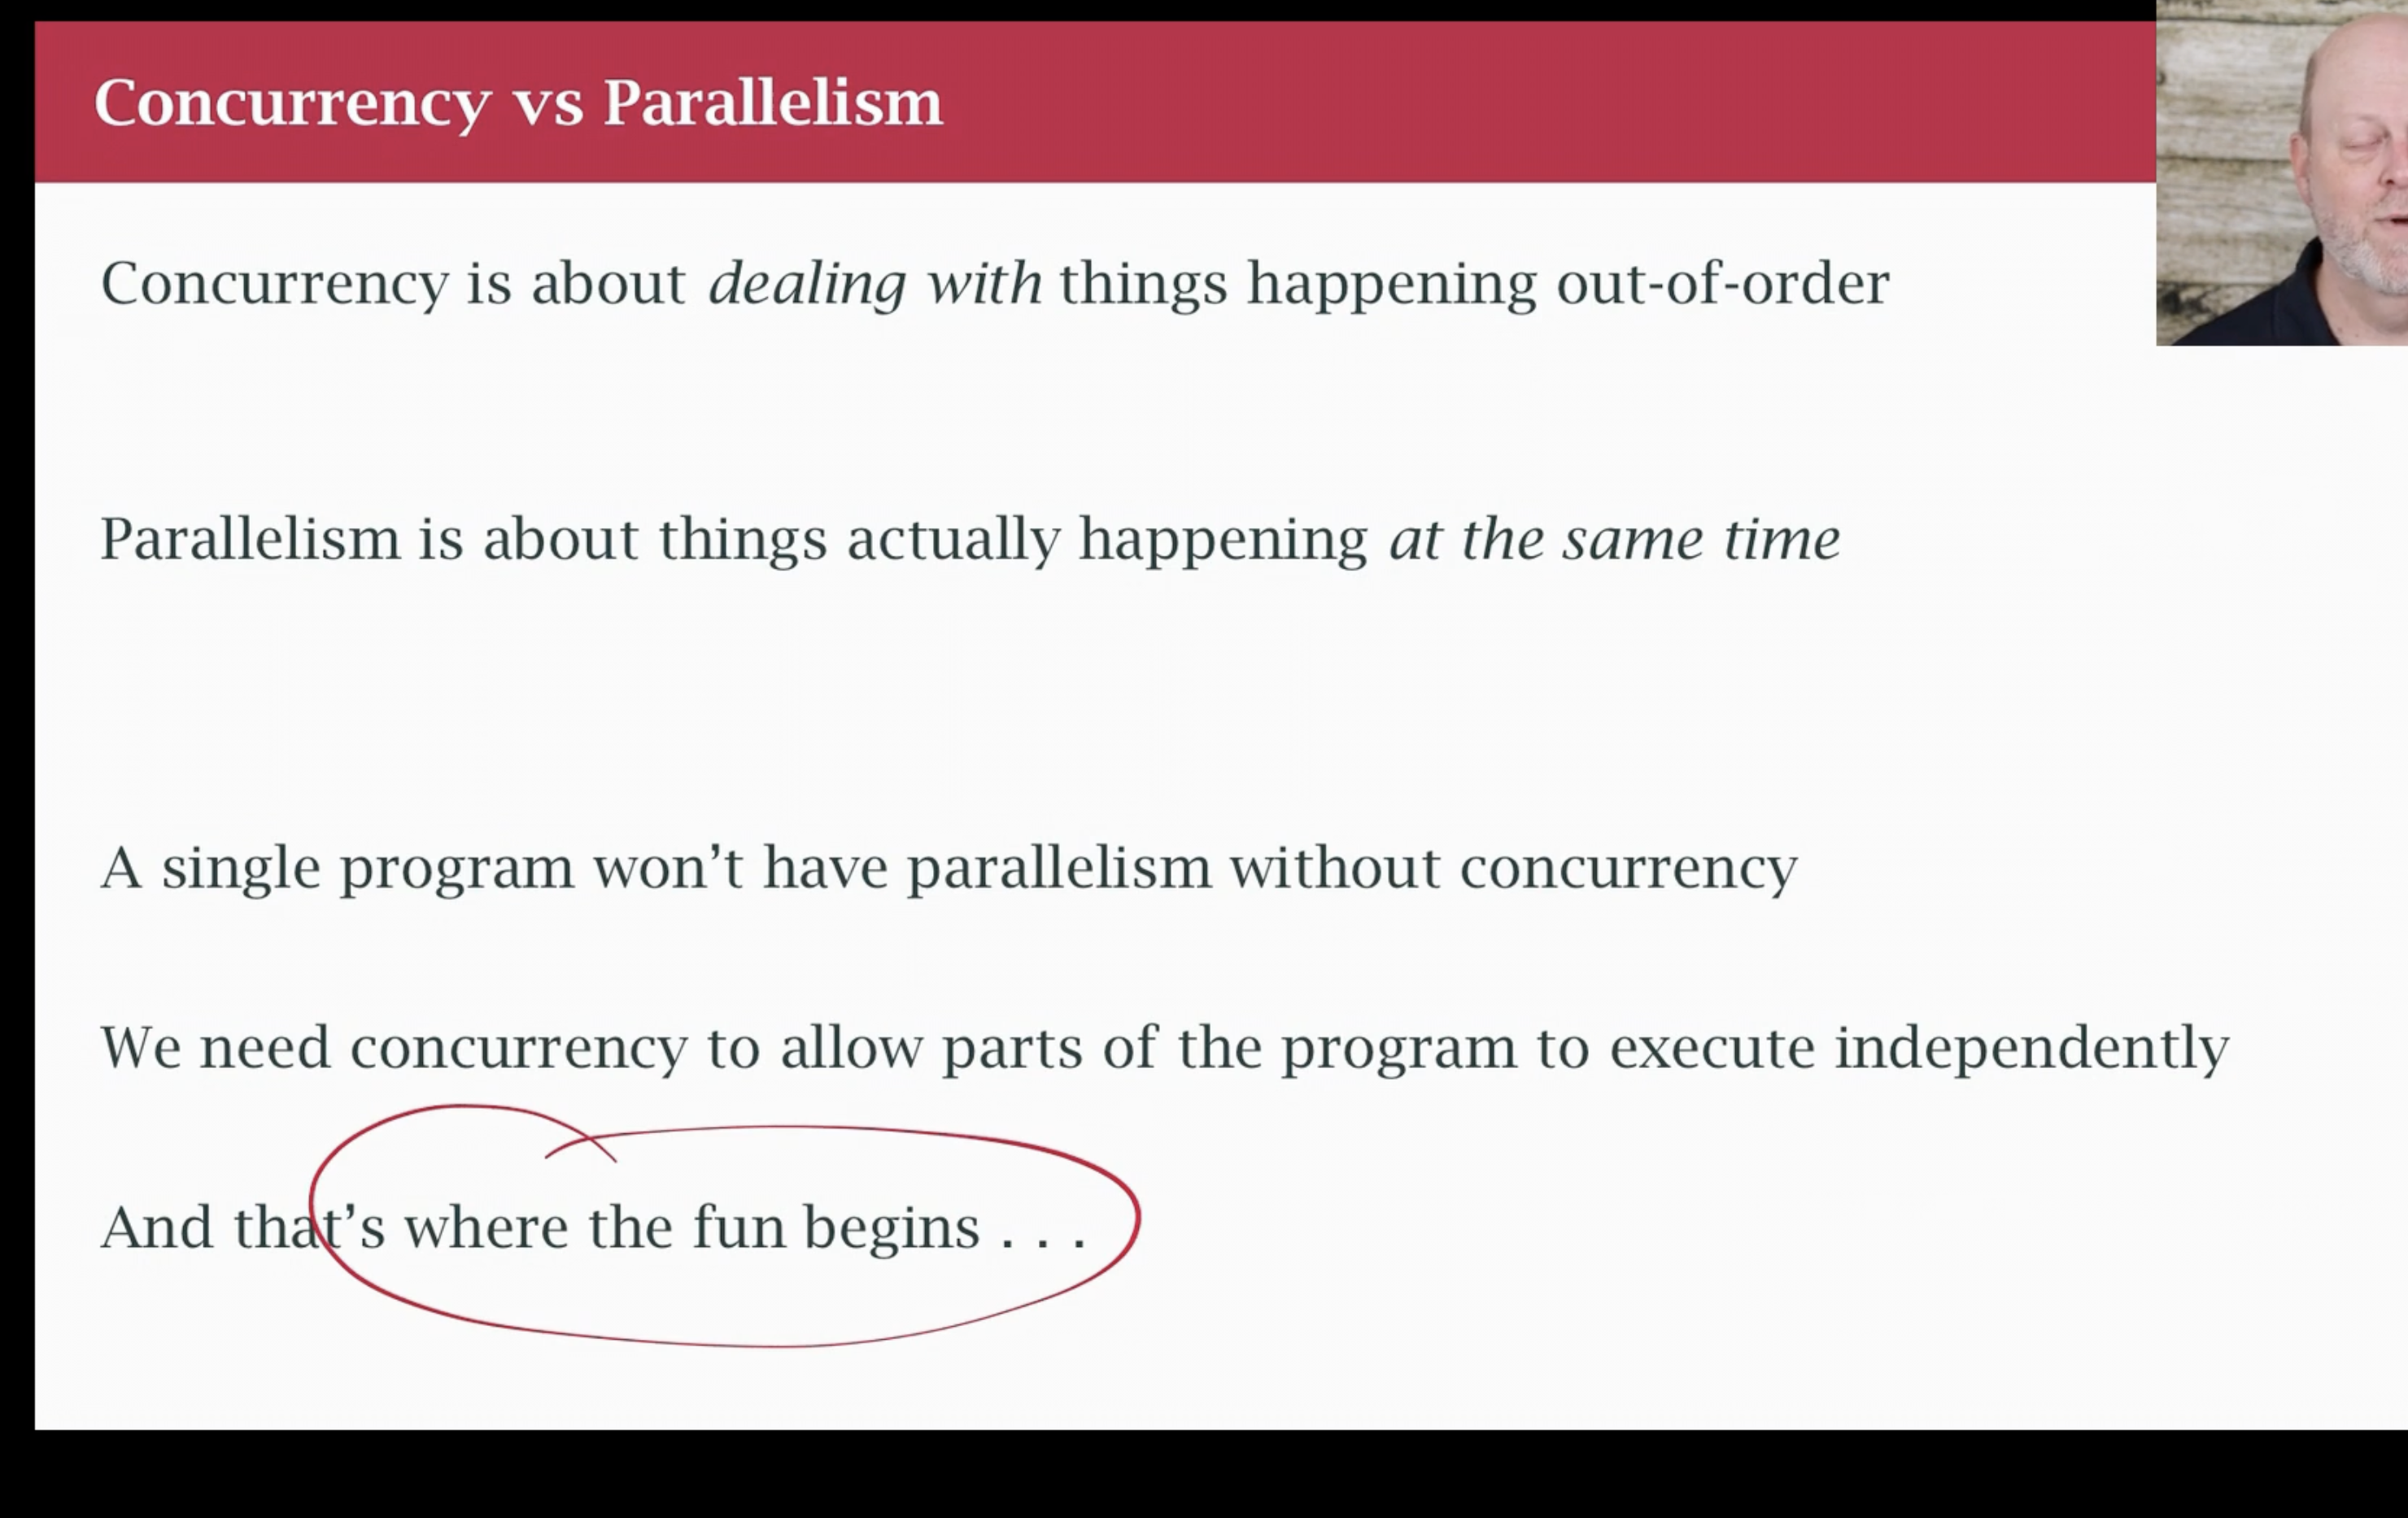 Concurrency vs Parallelism
Concurrency is about dealing with things happening out-of-order
Parallelism is about things actually happening at the same time
A single program won’t have parallelism without concurrency
We need concurrency to allow parts of the program to execute independently
And that’s where the fun begins . . .